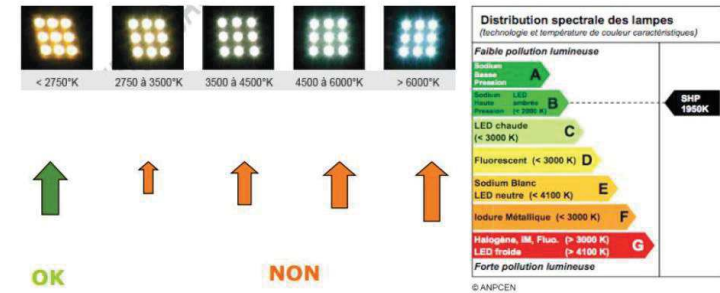 < 2750°K
2750 à 3500°K
3500 à 4500°K
4500 à 6000°K
> 6000°K
OK
NON
Distribution spectrale des lampes
(technologie et température de couleur caractéristiques)
Faible pollution lumineuse
Sodium
Basse
Pression
A
Sodium LED
Haute ambrée
Pression (< 2000 K)
B
SHP
1950K
LED chaude
(< 3000 K)
C
Fluorescent (< 3000 K) D
Sodium Blanc
LED neutre (< 4100 K)
E
Iodure Métallique (< 3000 K) F
Halogène, IM, Fluo. (> 3000 K)
LED froide (> 4100 K)
G
Forte pollution lumineuse
© ANPCEN